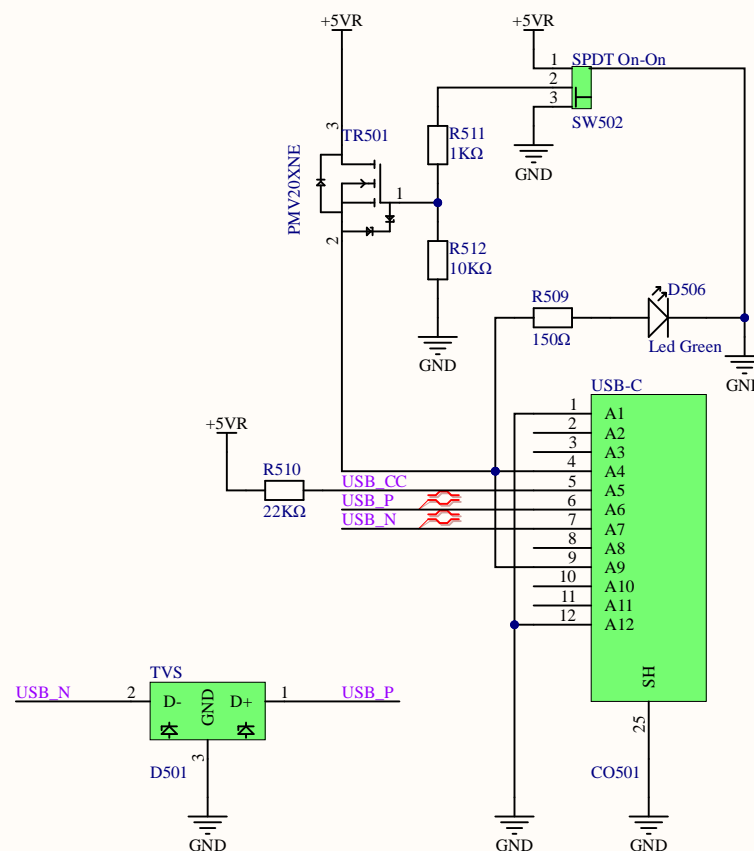 +5VR
+5VR
1
SPDT On-On
2
3
SW502
GND
3
TR501
PMV20XNE
1
2
R511
1KΩ
R512
10KΩ
GND
R509
150Ω
D506
Led Green
GND
USB-C
+5VR
R510
22KΩ
USB_CC
USB_P
USB_N
1 A1
2 A2
3 A3
4 A4
5 A5
6 A6
7 A7
8 A8
9 A9
10 A10
11 A11
12 A12
SH
25
CO501
GND
GND
TVS
USB_N 2 D- GND D+ 1 USB_P
3
D501
GND